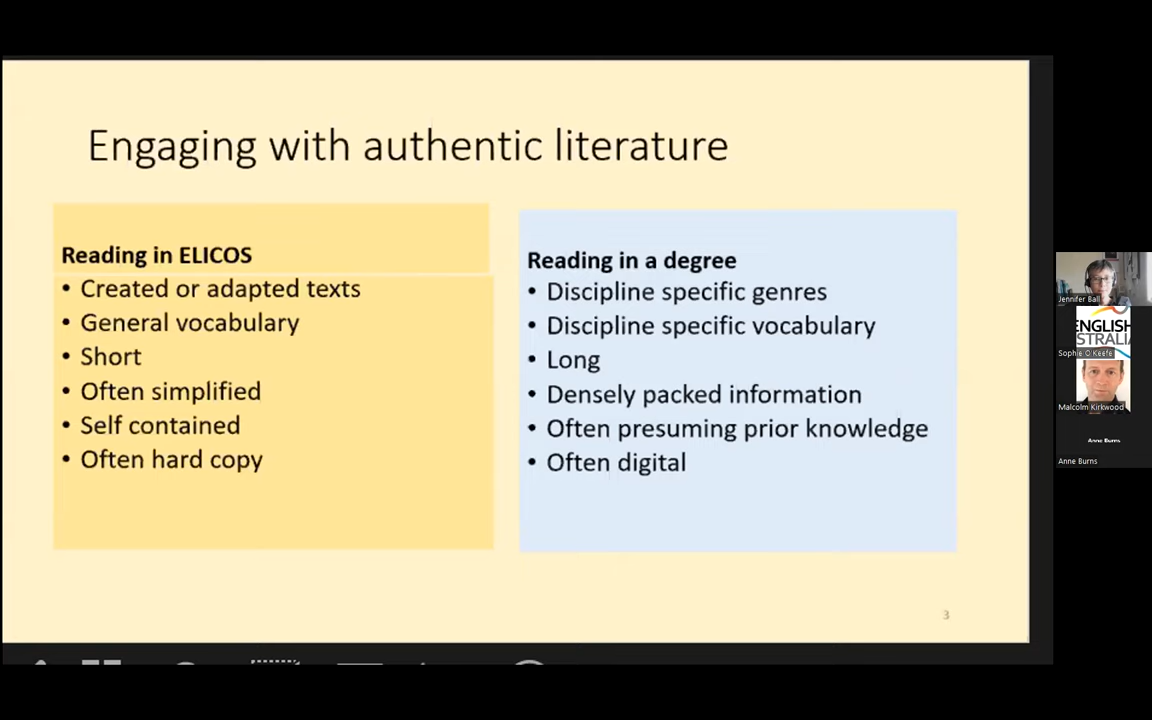 Engaging with authentic literature
Reading in ELICOS
• Created or adapted texts
• General vocabulary
• Short
• Often simplified
• Self contained
• Often hard copy
Reading in a degree
• Discipline specific genres
• Discipline specific vocabulary
• Long
• Densely packed information
• Often presuming prior knowledge
• Often digital
3
Jennifer Ball
ENGLISH
STRALIA
Sophie O Keefe
Malcolm Kirkwood
Anne Burns
Anne Burns